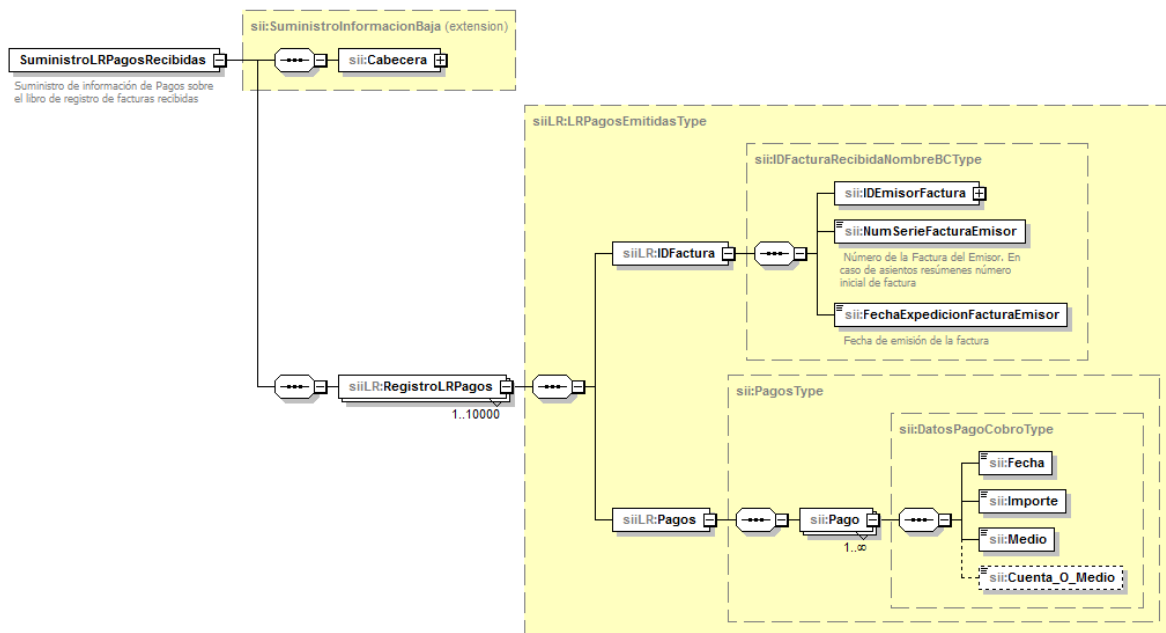 sii:SuministroInformacionBaja (extension)
SuministroLRPagosRecibidas
sii:Cabecera
Suministro de información de Pagos sobre
el libro de registro de facturas recibidas
siiLR:LRPagosEmitidasType
sii:IDFacturaRecibidaNombreBCType
sii:IDEmisorFactura
sii:NumSerieFacturaEmisor
siiLR:IDFactura
Número de la Factura del Emisor. En
caso de asientos resúmenes número
inicial de factura
sii:FechaExpedicionFacturaEmisor
Fecha de emisión de la factura
siiLR:RegistroLRPagos
1..10000
sii:PagosType
sii:DatosPagoCobroType
sii:Fecha
sii:Importe
siiLR:Pagos
sii:Pago
1..∞
sii:Medio
sii:Cuenta_O_Medio